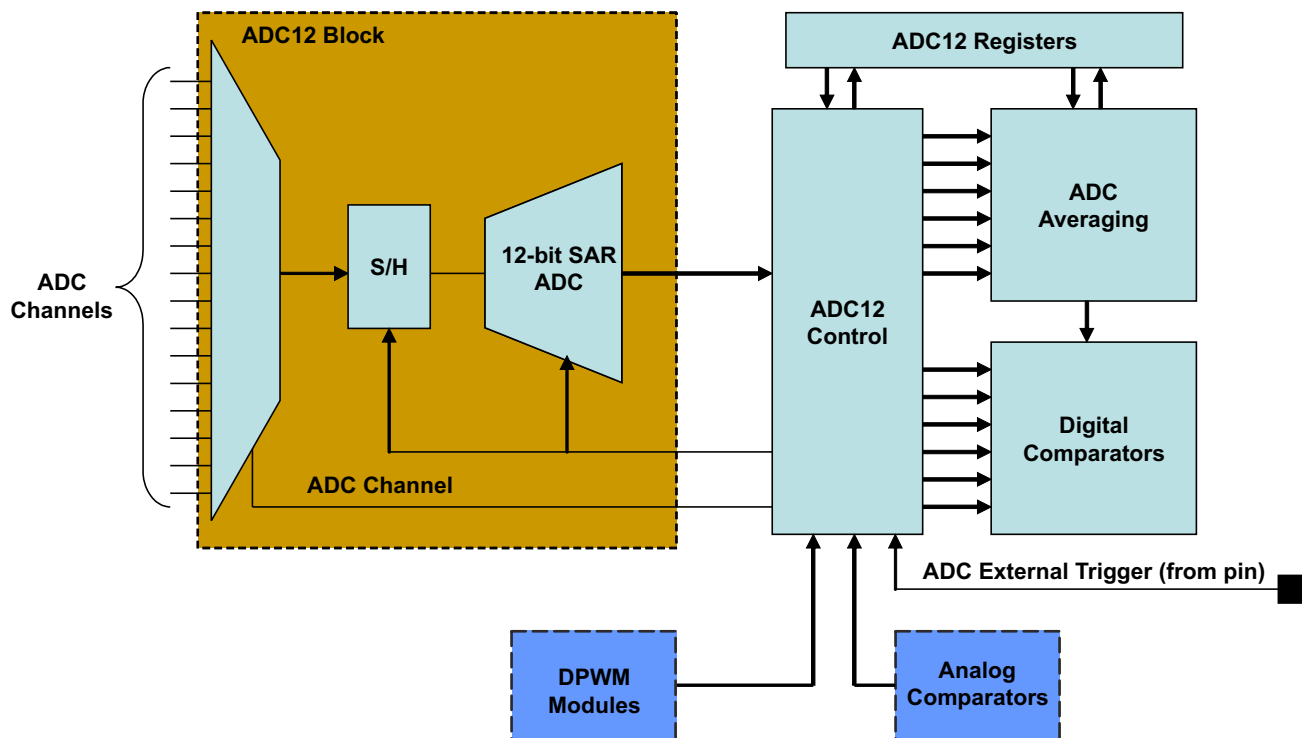 ADC12 Block
ADC12 Registers
ADC
Channels
S/H
12-bit SAR
ADC
ADC12
Control
ADC
Averaging
Digital
Comparators
ADC Channel
ADC External Trigger (from pin)
DPWM
Modules
Analog
Comparators